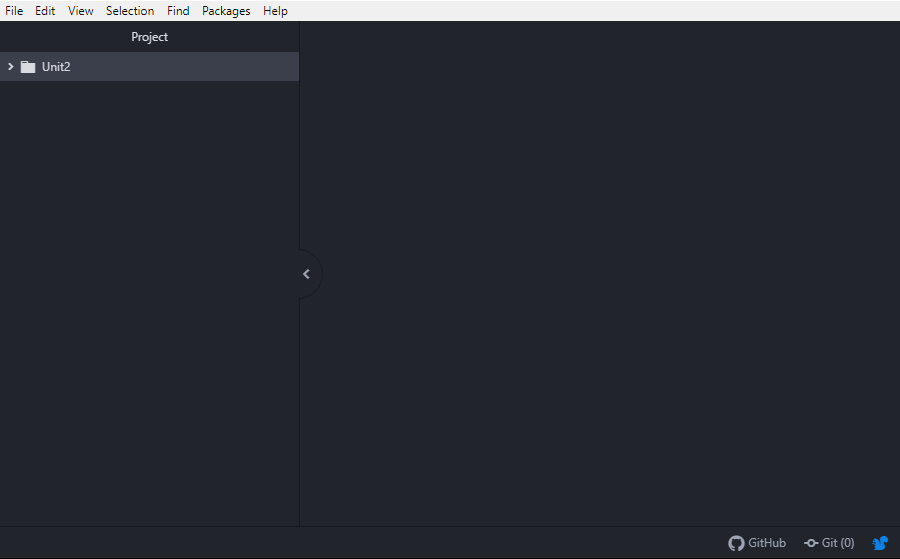 File Edit View Selection Find Packages Help
Project
Unit2
GitHub Git (0)